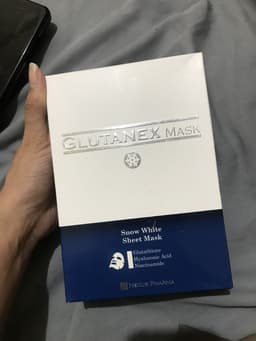 GLUTANEX MASK
Snow White
Sheet Mask
Glutathione
Hyaluronic Acid
Niacinamide
NEXUS PHARMA